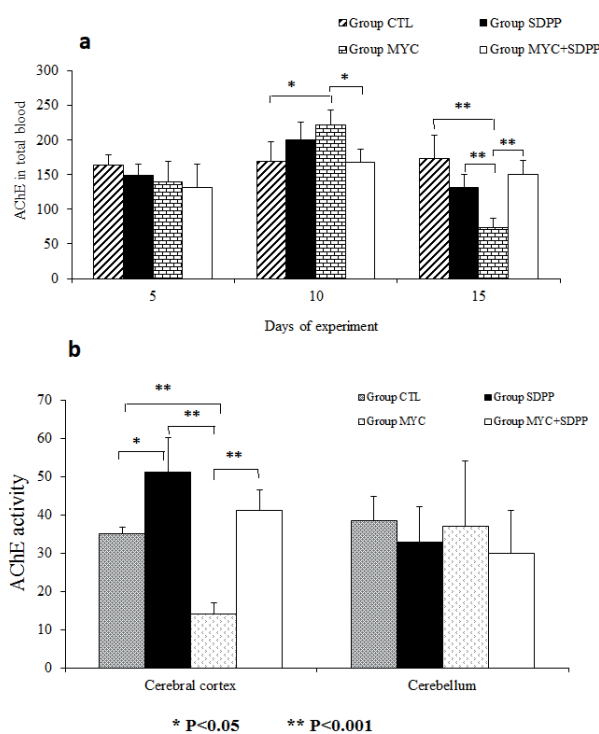 a
Group CTL
Group SDPP
Group MYC
Group MYC+SDPP
300
250
200
150
100
50
0
AChE in total blood
*
*
**
**
**
5
10
15
Days of experiment
b
Group CTL
Group SDPP
Group MYC
Group MYC+SDPP
70
60
50
40
30
20
10
0
AChE activity
**
**
*
**
Cerebral cortex
Cerebellum
* P<0.05 ** P<0.001